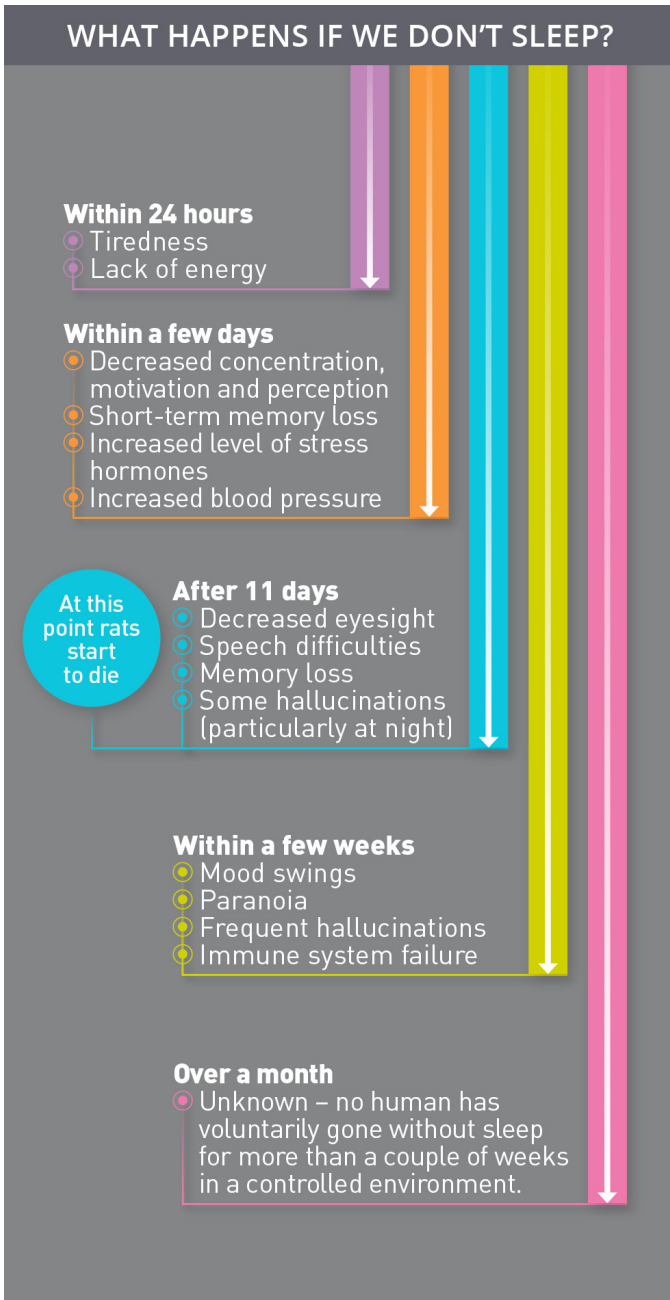 WHAT HAPPENS IF WE DON'T SLEEP?
Within 24 hours
Tiredness
Lack of energy
Within a few days
Decreased concentration,
motivation and perception
Short-term memory loss
Increased level of stress
hormones
Increased blood pressure
At this
point rats
start
to die
After 11 days
Decreased eyesight
Speech difficulties
Memory loss
Some hallucinations
(particularly at night)
Within a few weeks
Mood swings
Paranoia
Frequent hallucinations
Immune system failure
Over a month
Unknown – no human has
voluntarily gone without sleep
for more than a couple of weeks
in a controlled environment.